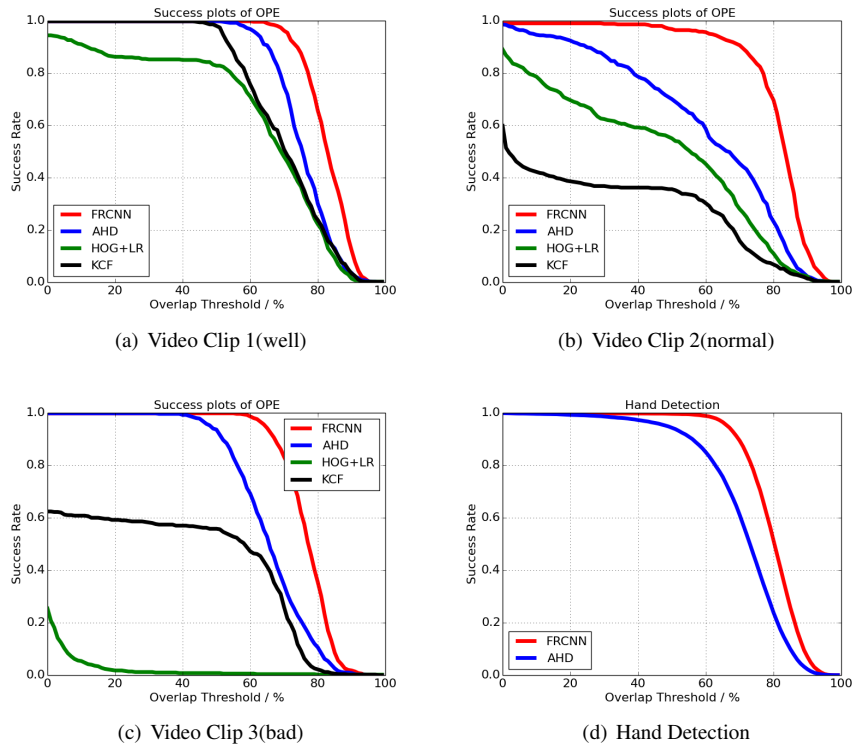 Success plots of OPE
1.0
0.8
0.6
0.4
0.2
0.0
Success Rate
FRCNN
AHD
HOG+LR
KCF
0 20 40 60 80 100
Overlap Threshold / %
(a) Video Clip 1(well)
Success plots of OPE
1.0
0.8
0.6
0.4
0.2
0.0
Success Rate
FRCNN
AHD
HOG+LR
KCF
0 20 40 60 80 100
Overlap Threshold / %
(b) Video Clip 2(normal)
Success plots of OPE
1.0
0.8
0.6
0.4
0.2
0.0
Success Rate
FRCNN
AHD
HOG+LR
KCF
0 20 40 60 80 100
Overlap Threshold / %
(c) Video Clip 3(bad)
Hand Detection
1.0
0.8
0.6
0.4
0.2
0.0
Success Rate
FRCNN
AHD
0 20 40 60 80 100
Overlap Threshold / %
(d) Hand Detection